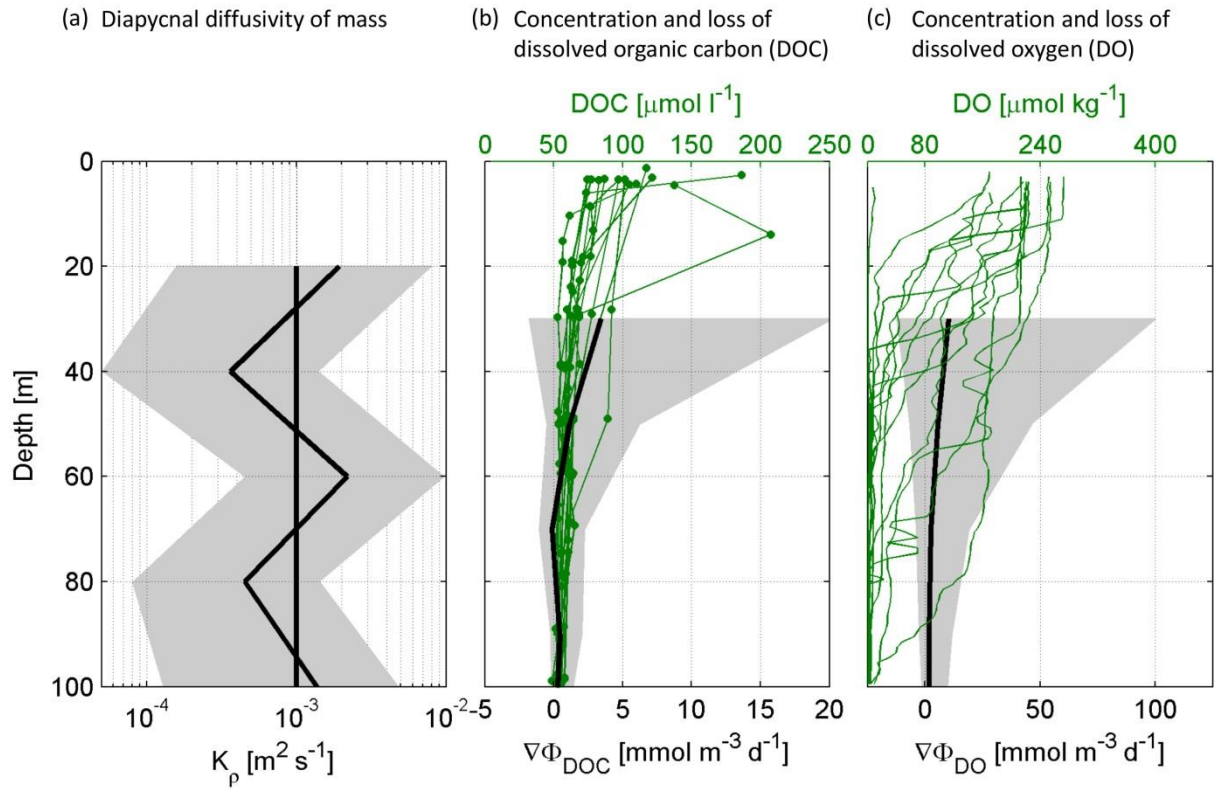 (a) Diapycnal diffusivity of mass
(b) Concentration and loss of
dissolved organic carbon (DOC)
(c) Concentration and loss of
dissolved oxygen (DO)
DOC [μmol l⁻¹]
0 50 100 150 200 250
DO [μmol kg⁻¹]
0 80 240 400
0
20
40
60
80
100
Depth [m]
10⁻⁴ 10⁻³ 10⁻²
K_ρ [m² s⁻¹]
-5 0 5 10 15 20
∇Φ_DOC [mmol m⁻³ d⁻¹]
0 50 100
∇Φ_DO [mmol m⁻³ d⁻¹]